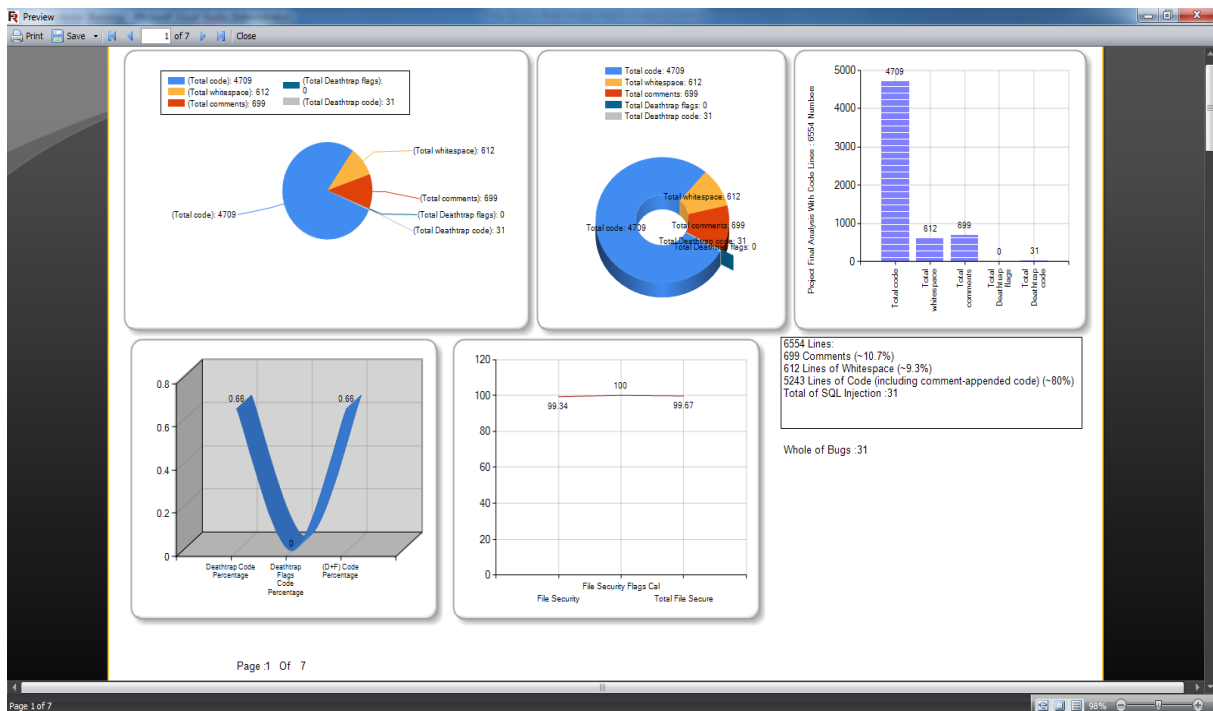 Preview
Print Save 1 of 7 Close
(Total code): 4709
(Total whitespace): 612
(Total comments): 699
(Total Deathtrap flags):
0
(Total Deathtrap code): 31
(Total whitespace): 612
(Total comments): 699
(Total code): 4709
(Total Deathtrap flags): 0
(Total Deathtrap code): 31
Total code: 4709
Total whitespace: 612
Total comments: 699
Total Deathtrap flags: 0
Total Deathtrap code: 31
Total whitespace: 612
Total code: 4709
Total comments: 699
Total Deathtrap code: 31
Total Deathtrap flags: 0
Project Final Analysis With Code Lines : 6554 Numbers
5000
4000
3000
2000
1000
0
4709
612
699
0
31
Total code
Total
whitespace
Total
comments
Total
Deathtrap
flags
Total
Deathtrap
code
0.8
0.6
0.4
0.2
0
0.66
0
0.66
Deathtrap Code
Percentage
Deathtrap
Flags
Code
Percentage
(D+F) Code
Percentage
120
100
80
60
40
20
0
99.34
100
99.67
File Security Flags Cal
File Security
Total File Secure
6554 Lines:
699 Comments (~10.7%)
612 Lines of Whitespace (~9.3%)
5243 Lines of Code (including comment-appended code) (~80%)
Total of SQL Injection :31
Whole of Bugs :31
Page :1 Of 7
Page 1 of 7
98%